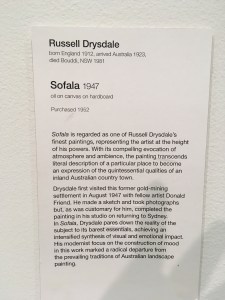 Russell Drysdale
born England 1912, arrived Australia 1923,
died Bouddi, NSW 1981
Sofala 1947
oil on canvas on hardboard
Purchased 1952
Sofala is regarded as one of Russell Drysdale's
finest paintings, representing the artist at the height
of his powers. With its compelling evocation of
atmosphere and ambience, the painting transcends
literal description of a particular place to become
an expression of the quintessential qualities of an
inland Australian country town.
Drysdale first visited this former gold-mining
settlement in August 1947 with fellow artist Donald
Friend. He made a sketch and took photographs
but, as was customary for him, completed the
painting in his studio on returning to Sydney.
In Sofala, Drysdale pares down the reality of the
subject to its barest essentials, achieving an
intensified synthesis of visual and emotional impact.
His modernist focus on the construction of mood
in this work marked a radical departure from
the prevailing traditions of Australian landscape
painting.